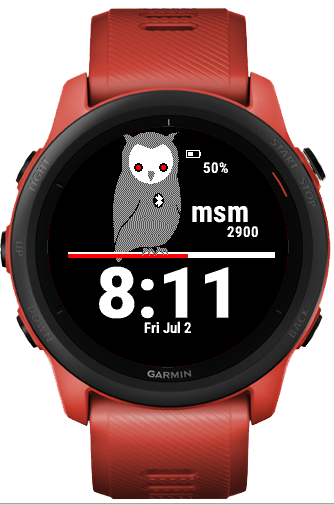 LIGHT
START STOP
50%
msm
2900
UP
8:11
Fri Jul 2
DOWN
BACK
GARMIN